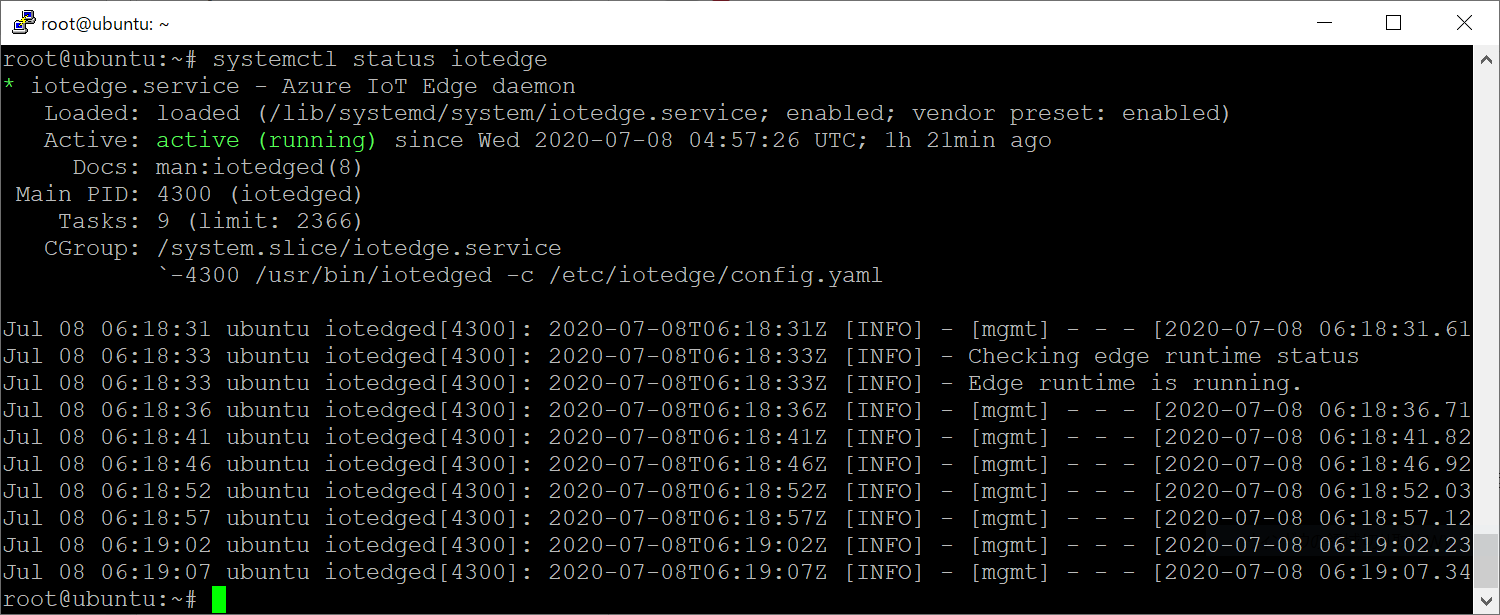 root@ubuntu: ~
root@ubuntu:~# systemctl status iotedge
* iotedge.service - Azure IoT Edge daemon
   Loaded: loaded (/lib/systemd/system/iotedge.service; enabled; vendor preset: enabled)
   Active: active (running) since Wed 2020-07-08 04:57:26 UTC; 1h 21min ago
     Docs: man:iotedged(8)
 Main PID: 4300 (iotedged)
    Tasks: 9 (limit: 2366)
   CGroup: /system.slice/iotedge.service
           `-4300 /usr/bin/iotedged -c /etc/iotedge/config.yaml
Jul 08 06:18:31 ubuntu iotedged[4300]: 2020-07-08T06:18:31Z [INFO] - [mgmt] - - - [2020-07-08 06:18:31.61
Jul 08 06:18:33 ubuntu iotedged[4300]: 2020-07-08T06:18:33Z [INFO] - Checking edge runtime status
Jul 08 06:18:33 ubuntu iotedged[4300]: 2020-07-08T06:18:33Z [INFO] - Edge runtime is running.
Jul 08 06:18:36 ubuntu iotedged[4300]: 2020-07-08T06:18:36Z [INFO] - [mgmt] - - - [2020-07-08 06:18:36.71
Jul 08 06:18:41 ubuntu iotedged[4300]: 2020-07-08T06:18:41Z [INFO] - [mgmt] - - - [2020-07-08 06:18:41.82
Jul 08 06:18:46 ubuntu iotedged[4300]: 2020-07-08T06:18:46Z [INFO] - [mgmt] - - - [2020-07-08 06:18:46.92
Jul 08 06:18:52 ubuntu iotedged[4300]: 2020-07-08T06:18:52Z [INFO] - [mgmt] - - - [2020-07-08 06:18:52.03
Jul 08 06:18:57 ubuntu iotedged[4300]: 2020-07-08T06:18:57Z [INFO] - [mgmt] - - - [2020-07-08 06:18:57.12
Jul 08 06:19:02 ubuntu iotedged[4300]: 2020-07-08T06:19:02Z [INFO] - [mgmt] - - - [2020-07-08 06:19:02.23
Jul 08 06:19:07 ubuntu iotedged[4300]: 2020-07-08T06:19:07Z [INFO] - [mgmt] - - - [2020-07-08 06:19:07.34
root@ubuntu:~#